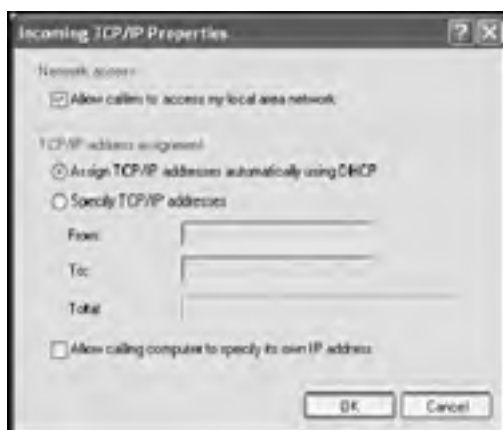 Incoming TCP/IP Properties
Network access
Allow callers to access my local area network
TCP/IP address assignment
Assign TCP/IP addresses automatically using DHCP
Specify TCP/IP addresses
From:
To:
Total:
Allow calling computer to specify its own IP address
OK
Cancel